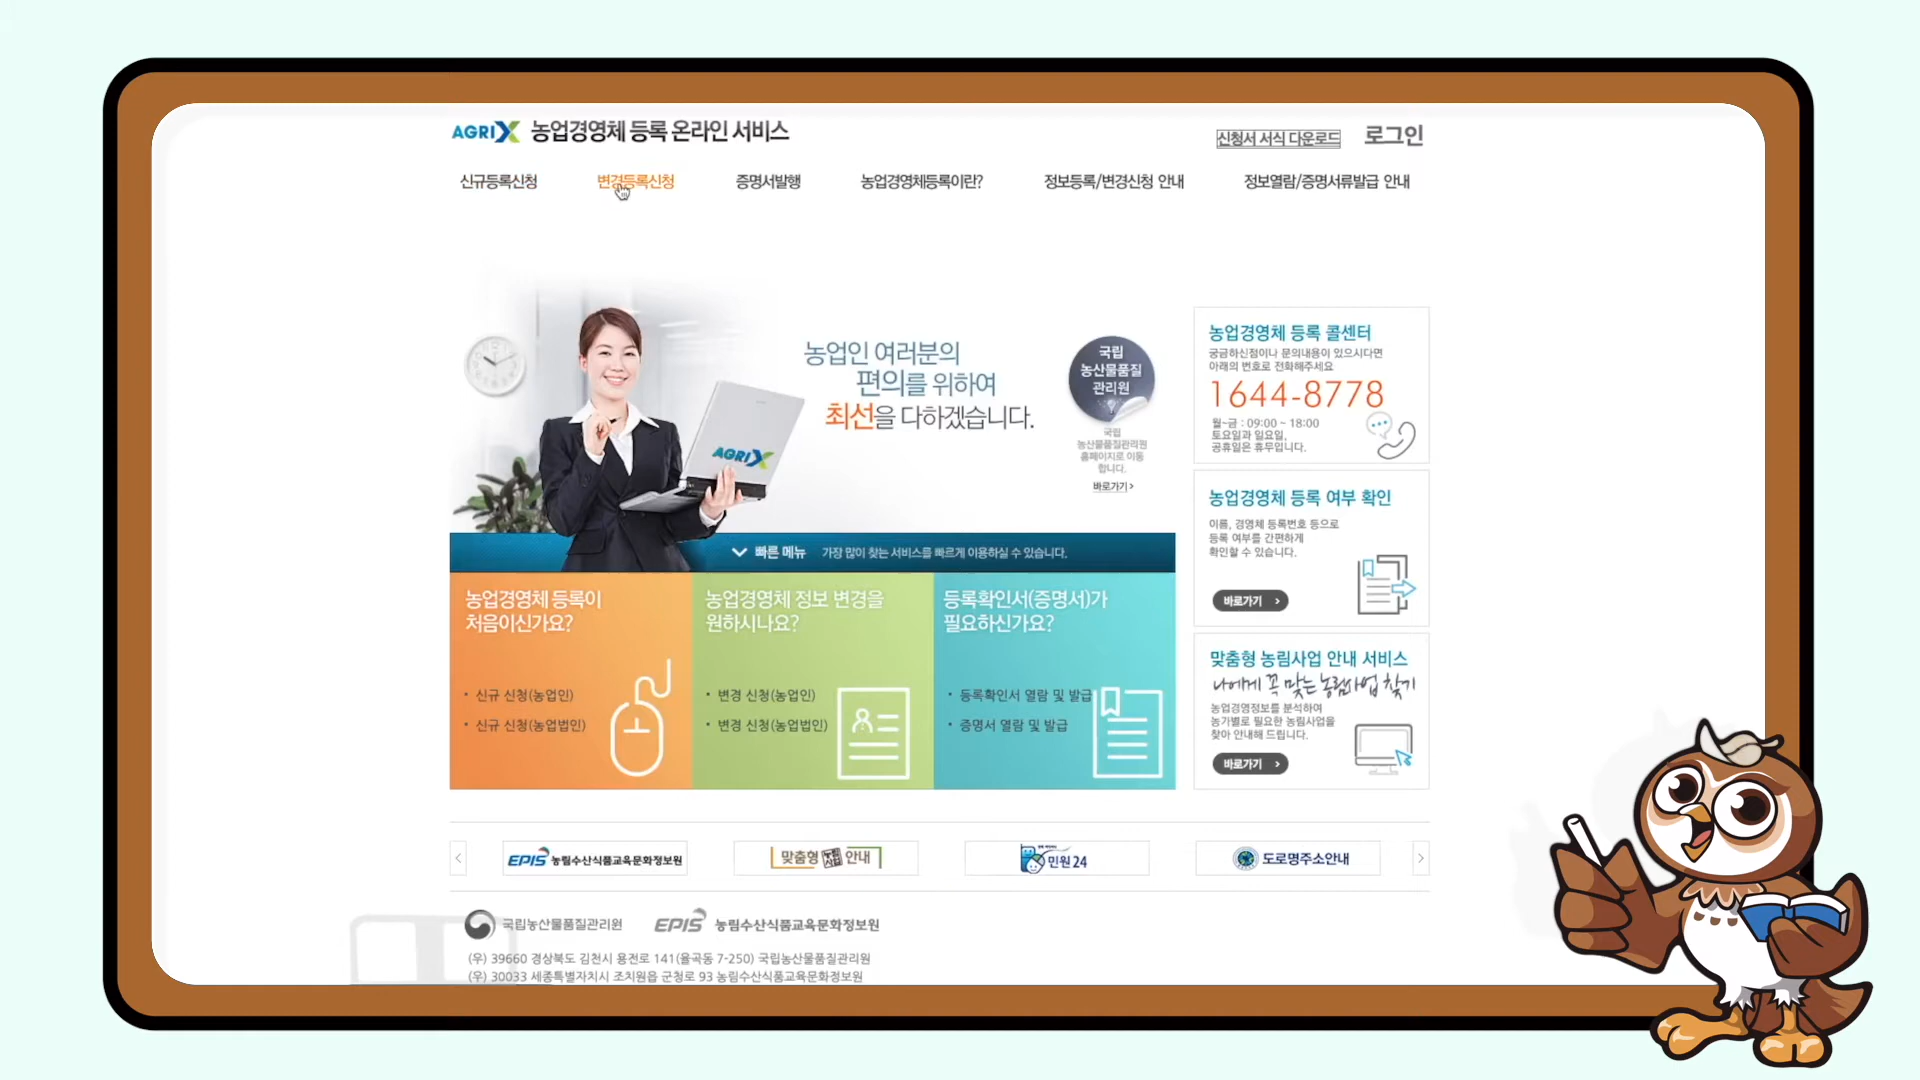 AGRIX 농업경영체 등록 온라인 서비스
신청서 서식 다운로드 로그인
신규등록신청 변경등록신청 증명서발행 농업경영체등록이란? 정보등록/변경신청 안내 정보열람/증명서류발급 안내
농업인 여러분의
편의를 위하여
최선을 다하겠습니다.
AGRIX
국립
농산물품질
관리원
국립
농산물품질관리원
홈페이지로 이동
합니다.
바로가기 >
농업경영체 등록 콜센터
궁금하신점이나 문의내용이 있으시다면
아래의 번호로 전화해주세요
1644-8778
월~금 : 09:00 ~ 18:00
토요일과 일요일,
공휴일은 휴무입니다.
농업경영체 등록 여부 확인
이름, 경영체 등록번호 등으로
등록 여부를 간편하게
확인할 수 있습니다.
바로가기 >
맞춤형 농림사업 안내 서비스
나에게 꼭 맞는 농림사업 찾기
농업경영정보를 분석하여
농가별로 필요한 농림사업을
찾아 안내해 드립니다.
바로가기 >
빠른 메뉴 가장 많이 찾는 서비스를 빠르게 이용하실 수 있습니다.
농업경영체 등록이
처음이신가요?
• 신규 신청(농업인)
• 신규 신청(농업법인)
농업경영체 정보 변경을
원하시나요?
• 변경 신청(농업인)
• 변경 신청(농업법인)
등록확인서(증명서)가
필요하신가요?
• 등록확인서 열람 및 발급
• 증명서 열람 및 발급
EPIS 농림수산식품교육문화정보원
맞춤형 농림사업 안내
민원24
도로명주소안내
국립농산물품질관리원 EPIS 농림수산식품교육문화정보원
(우) 39660 경상북도 김천시 용전로 141(율곡동 7-250) 국립농산물품질관리원
(우) 30033 세종특별자치시 조치원읍 군청로 93 농림수산식품교육문화정보원